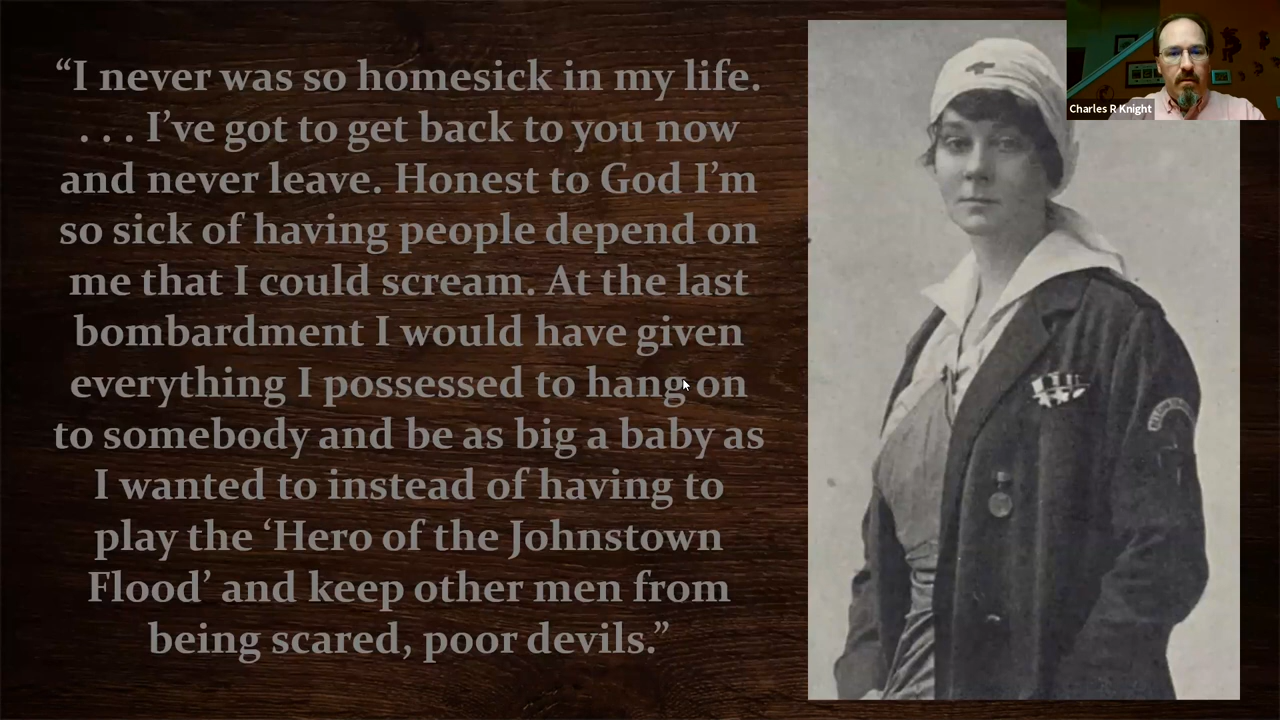 “I never was so homesick in my life.
. . . I’ve got to get back to you now
and never leave. Honest to God I’m
so sick of having people depend on
me that I could scream. At the last
bombardment I would have given
everything I possessed to hang on
to somebody and be as big a baby as
I wanted to instead of having to
play the ‘Hero of the Johnstown
Flood’ and keep other men from
being scared, poor devils.”
Charles R Knight